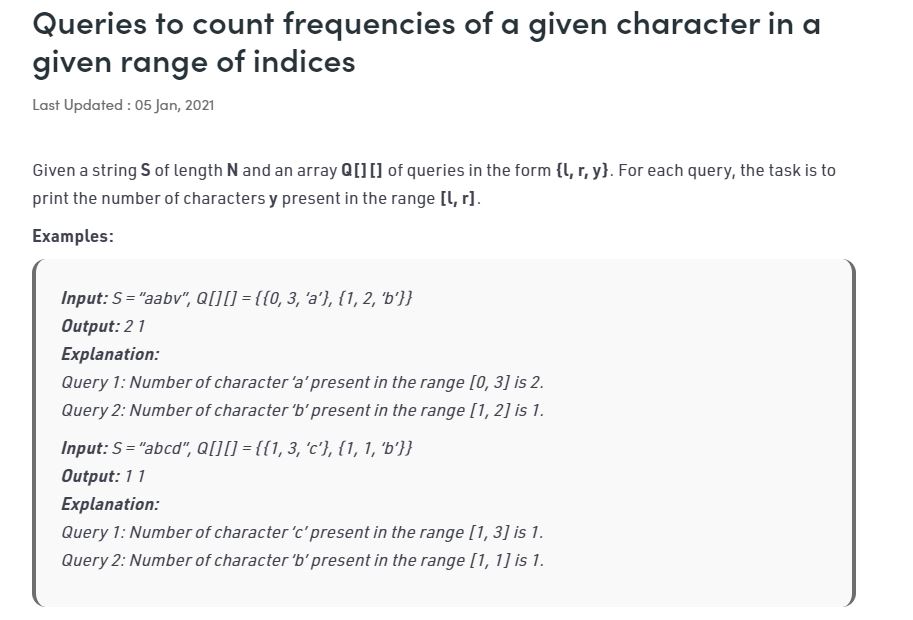 Queries to count frequencies of a given character in a
given range of indices
Last Updated : 05 Jan, 2021
Given a string S of length N and an array Q[][] of queries in the form {l, r, y}. For each query, the task is to
print the number of characters y present in the range [l, r].
Examples:
Input: S = “aabv”, Q[][] = {{0, 3, ‘a’}, {1, 2, ‘b’}}
Output: 2 1
Explanation:
Query 1: Number of character ‘a’ present in the range [0, 3] is 2.
Query 2: Number of character ‘b’ present in the range [1, 2] is 1.
Input: S = “abcd”, Q[][] = {{1, 3, ‘c’}, {1, 1, ‘b’}}
Output: 1 1
Explanation:
Query 1: Number of character ‘c’ present in the range [1, 3] is 1.
Query 2: Number of character ‘b’ present in the range [1, 1] is 1.